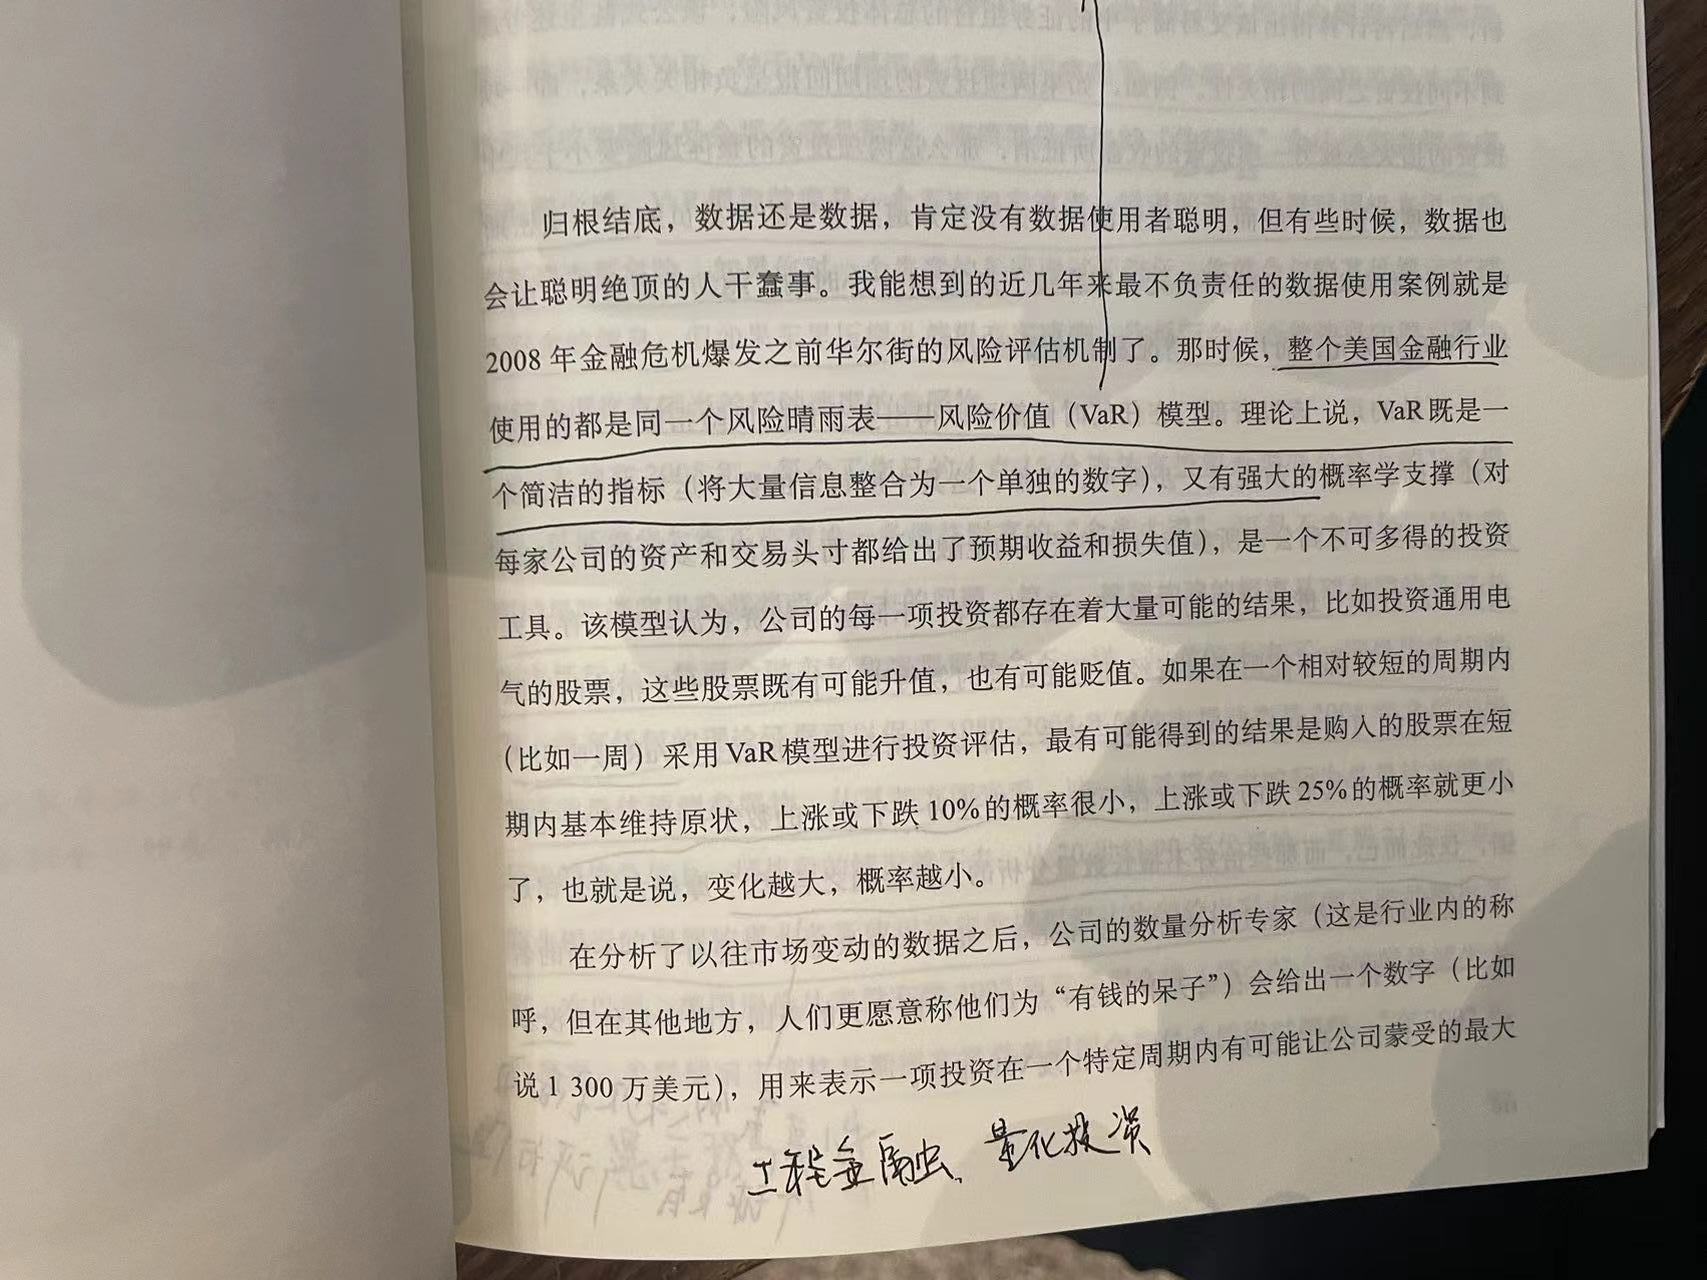 归根结底，数据还是数据，肯定没有数据使用者聪明，但有些时候，数据也
会让聪明绝顶的人干蠢事。我能想到的近几年来最不负责任的数据使用案例就是
2008 年金融危机爆发之前华尔街的风险评估机制了。那时候，整个美国金融行业
使用的都是同一个风险晴雨表——风险价值（VaR）模型。理论上说，VaR既是一
个简洁的指标（将大量信息整合为一个单独的数字），又有强大的概率学支撑（对
每家公司的资产和交易头寸都给出了预期收益和损失值），是一个不可多得的投资
工具。该模型认为，公司的每一项投资都存在着大量可能的结果，比如投资通用电
气的股票，这些股票既有可能升值，也有可能贬值。如果在一个相对较短的周期内
（比如一周）采用VaR模型进行投资评估，最有可能得到的结果是购入的股票在短
期内基本维持原状，上涨或下跌 10%的概率很小，上涨或下跌 25%的概率就更小
了，也就是说，变化越大，概率越小。
在分析了以往市场变动的数据之后，公司的数量分析专家（这是行业内的称
呼，但在其他地方，人们更愿意称他们为“有钱的呆子”）会给出一个数字（比如
说 1 300 万美元），用来表示一项投资在一个特定周期内有可能让公司蒙受的最大
工程金融、量化投资